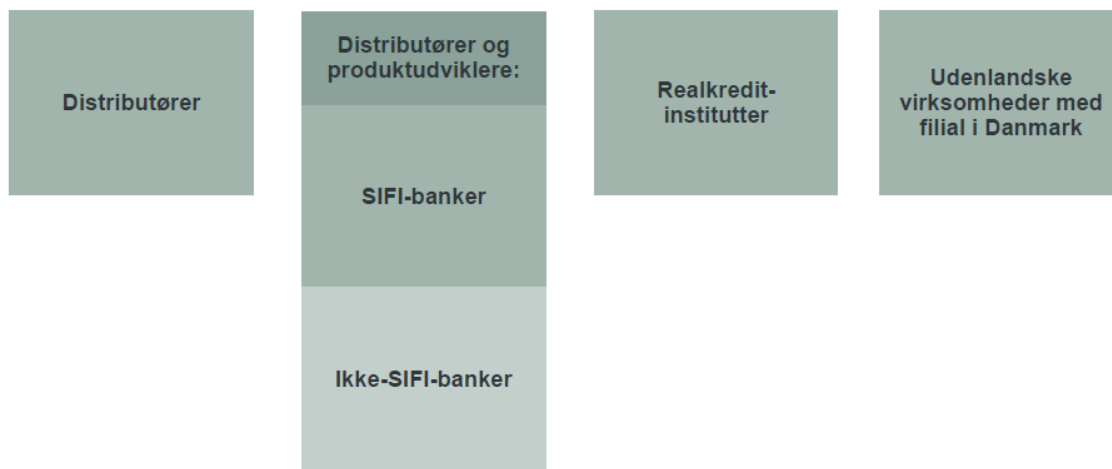 Distributører
Distributører og
produktudviklere:
SIFI-banker
Ikke-SIFI-banker
Realkredit-
institutter
Udenlandske
virksomheder med
filial i Danmark